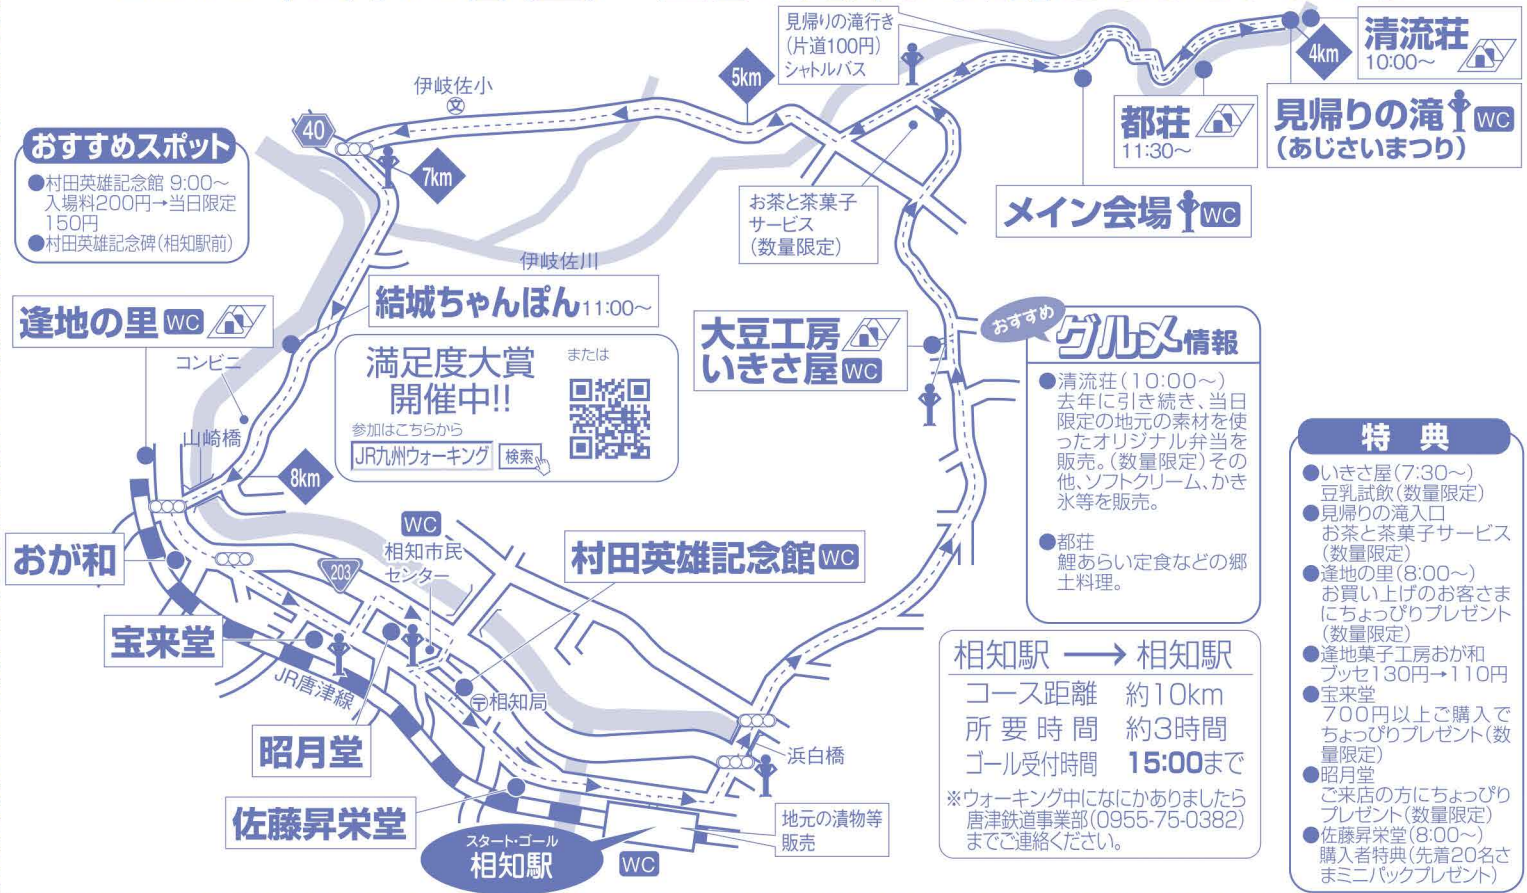 見帰りの滝行き
(片道100円)
シャトルバス
清流荘
10:00〜
4km
5km
伊岐佐小
文
都荘
11:30〜
見帰りの滝 WC
(あじさいまつり)
40
7km
おすすめスポット
●村田英雄記念館 9:00〜
入場料200円→当日限定
150円
●村田英雄記念碑(相知駅前)
お茶と茶菓子
サービス
(数量限定)
メイン会場 WC
伊岐佐川
結城ちゃんぽん11:00〜
逢地の里 WC
コンビニ
山崎橋
8km
満足度大賞
開催中!!
または
参加はこちらから
JR九州ウォーキング 検索
大豆工房
いきさ屋 WC
おすすめ
グルメ情報
●清流荘(10:00〜)
去年に引き続き、当日
限定の地元の素材を使
ったオリジナル弁当を
販売。(数量限定)その
他、ソフトクリーム、かき
氷等を販売。
●都荘
鯉あらい定食などの郷
土料理。
特典
●いきさ屋(7:30〜)
豆乳試飲(数量限定)
●見帰りの滝入口
お茶と茶菓子サービス
(数量限定)
●逢地の里(8:00〜)
お買い上げのお客さま
にちょっぴりプレゼント
(数量限定)
●逢地菓子工房おが和
ブッセ130円→110円
●宝来堂
700円以上ご購入で
ちょっぴりプレゼント(数
量限定)
●昭月堂
ご来店の方にちょっぴり
プレゼント(数量限定)
●佐藤昇栄堂(8:00〜)
購入者特典(先着20名さ
まミニパックプレゼント)
おが和
203
WC
相知市民
センター
村田英雄記念館 WC
宝来堂
JR唐津線
〒相知局
昭月堂
佐藤昇栄堂
浜白橋
スタート・ゴール
相知駅
WC
地元の漬物等
販売
相知駅 → 相知駅
コース距離 約10km
所要時間 約3時間
ゴール受付時間 15:00まで
※ウォーキング中になにかありましたら
唐津鉄道事業部(0955-75-0382)
までご連絡ください。